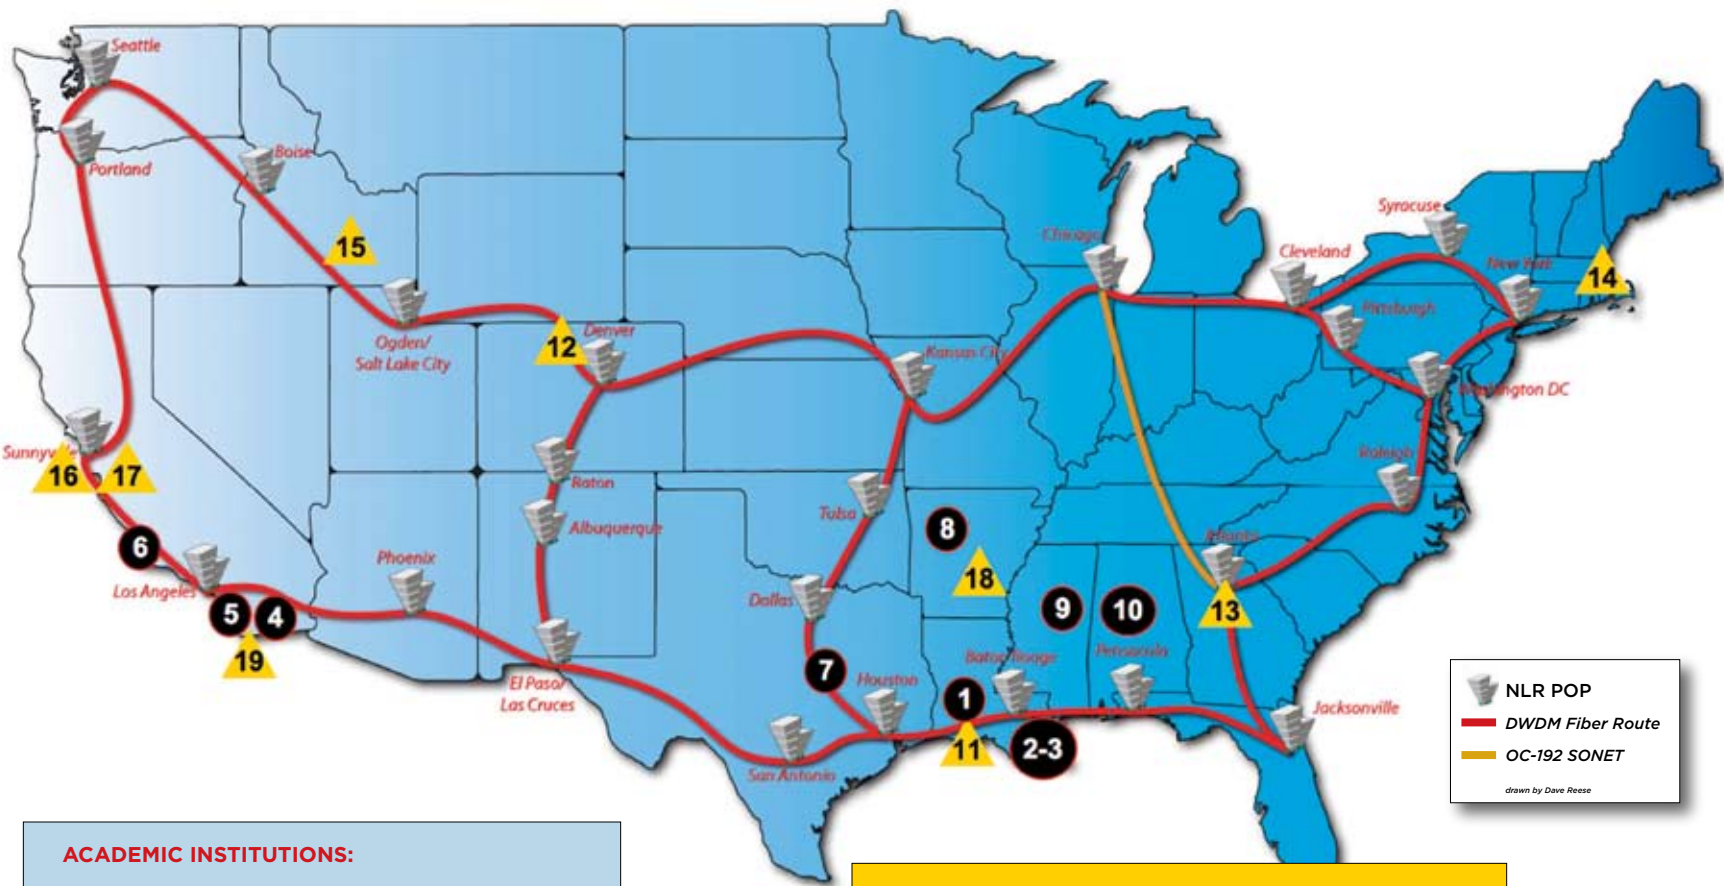 Seattle
Portland
Boise
15
Ogden/
Salt Lake City
12
Denver
Chicago
Syracuse
Cleveland
New York
14
Pittsburgh
Kansas City
Washington DC
Raleigh
16
17
Raton
Albuquerque
Tulsa
8
18
6
Los Angeles
Phoenix
5
4
19
Dallas
9
10
Atlanta
13
El Paso/
Las Cruces
7
Houston
1
Baton Rouge
Pensacola
11
2-3
San Antonio
Jacksonville
NLR POP
DWDM Fiber Route
OC-192 SONET
drawn by Dave Reese
ACADEMIC INSTITUTIONS: